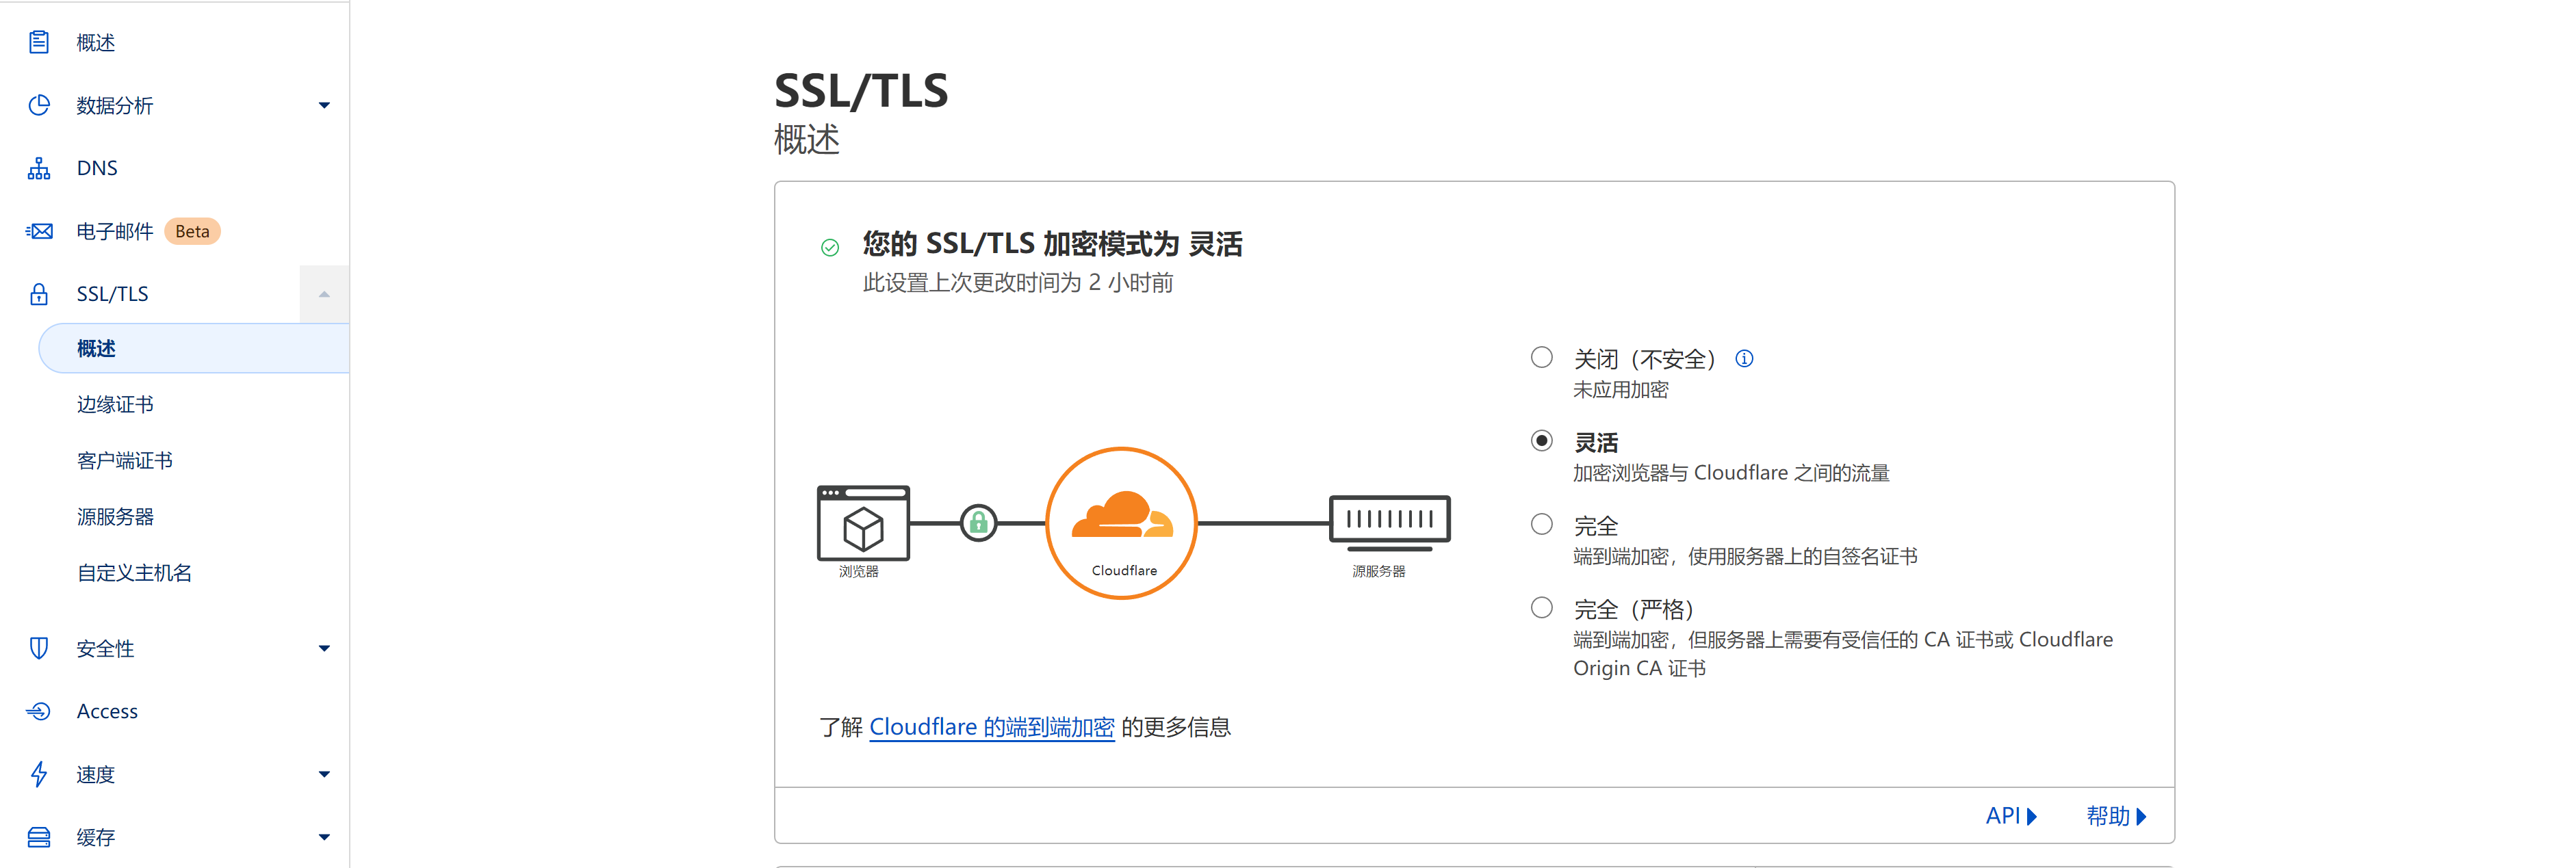 概述
数据分析
DNS
电子邮件 Beta
SSL/TLS
概述
边缘证书
客户端证书
源服务器
自定义主机名
安全性
Access
速度
缓存
SSL/TLS
概述
您的 SSL/TLS 加密模式为 灵活
此设置上次更改时间为 2 小时前
浏览器
Cloudflare
源服务器
关闭（不安全）
未应用加密
灵活
加密浏览器与 Cloudflare 之间的流量
完全
端到端加密，使用服务器上的自签名证书
完全（严格）
端到端加密，但服务器上需要有受信任的 CA 证书或 Cloudflare
Origin CA 证书
了解 Cloudflare 的端到端加密 的更多信息
API
帮助